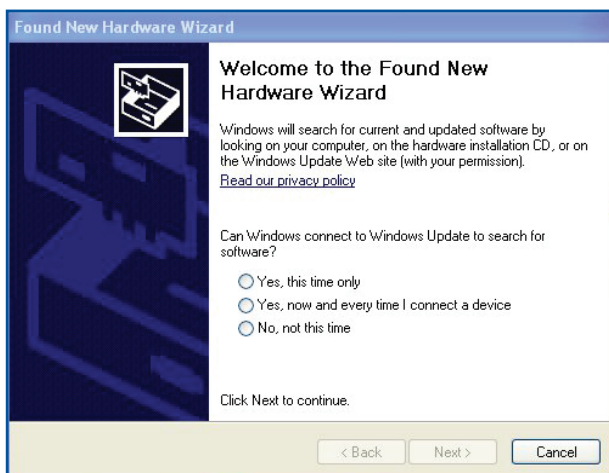 Found New Hardware Wizard
Welcome to the Found New
Hardware Wizard
Windows will search for current and updated software by
looking on your computer, on the hardware installation CD, or on
the Windows Update Web site (with your permission).
Read our privacy policy
Can Windows connect to Windows Update to search for
software?
Yes, this time only
Yes, now and every time I connect a device
No, not this time
Click Next to continue.
< Back Next > Cancel